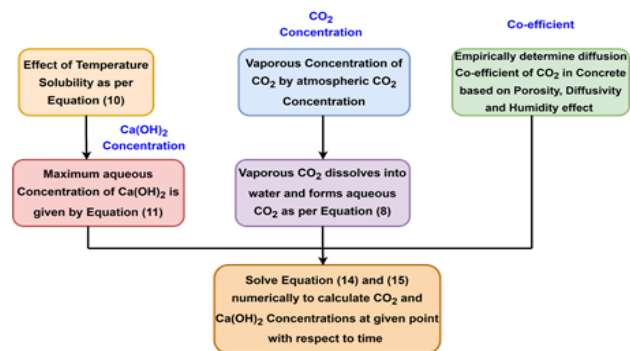 CO2
Concentration
Co-efficient
Effect of Temperature
Solubility as per
Equation (10)
Vaporous Concentration of
CO2 by atmospheric CO2
Concentration
Empirically determine diffusion
Co-efficient of CO2 in Concrete
based on Porosity, Diffusivity
and Humidity effect
Ca(OH)2
Concentration
Maximum aqueous
Concentration of Ca(OH)2 is
given by Equation (11)
Vaporous CO2 dissolves into
water and forms aqueous
CO2 as per Equation (8)
Solve Equation (14) and (15)
numerically to calculate CO2 and
Ca(OH)2 Concentrations at given point
with respect to time